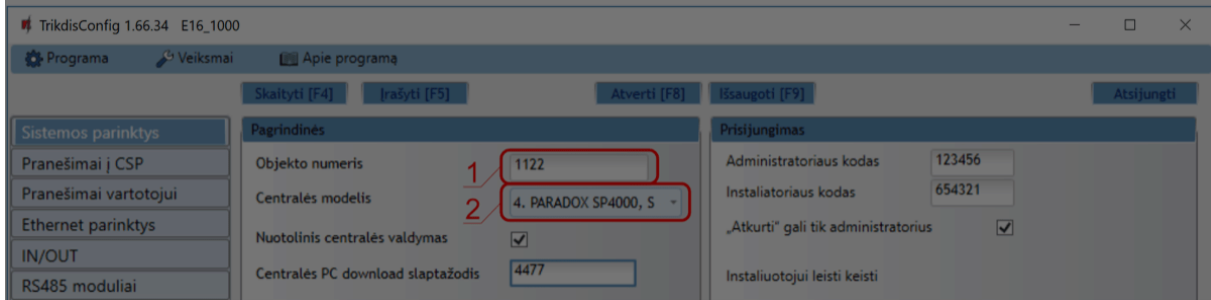 TrikdisConfig 1.66.34 E16_1000
Programa Veiksmai Apie programą
Skaityti [F4] Įrašyti [F5] Atverti [F8] Išsaugoti [F9] Atsijungti
Sistemos parinktys
Pranešimai į CSP
Pranešimai vartotojui
Ethernet parinktys
IN/OUT
RS485 moduliai
Pagrindinės
Objekto numeris 1 1122
Centralės modelis 2 4. PARADOX SP4000, S
Nuotolinis centralės valdymas
Centralės PC download slaptažodis 4477
Prisijungimas
Administratoriaus kodas 123456
Instaliatoriaus kodas 654321
„Atkurti“ gali tik administratorius
Instaliuotojui leisti keisti